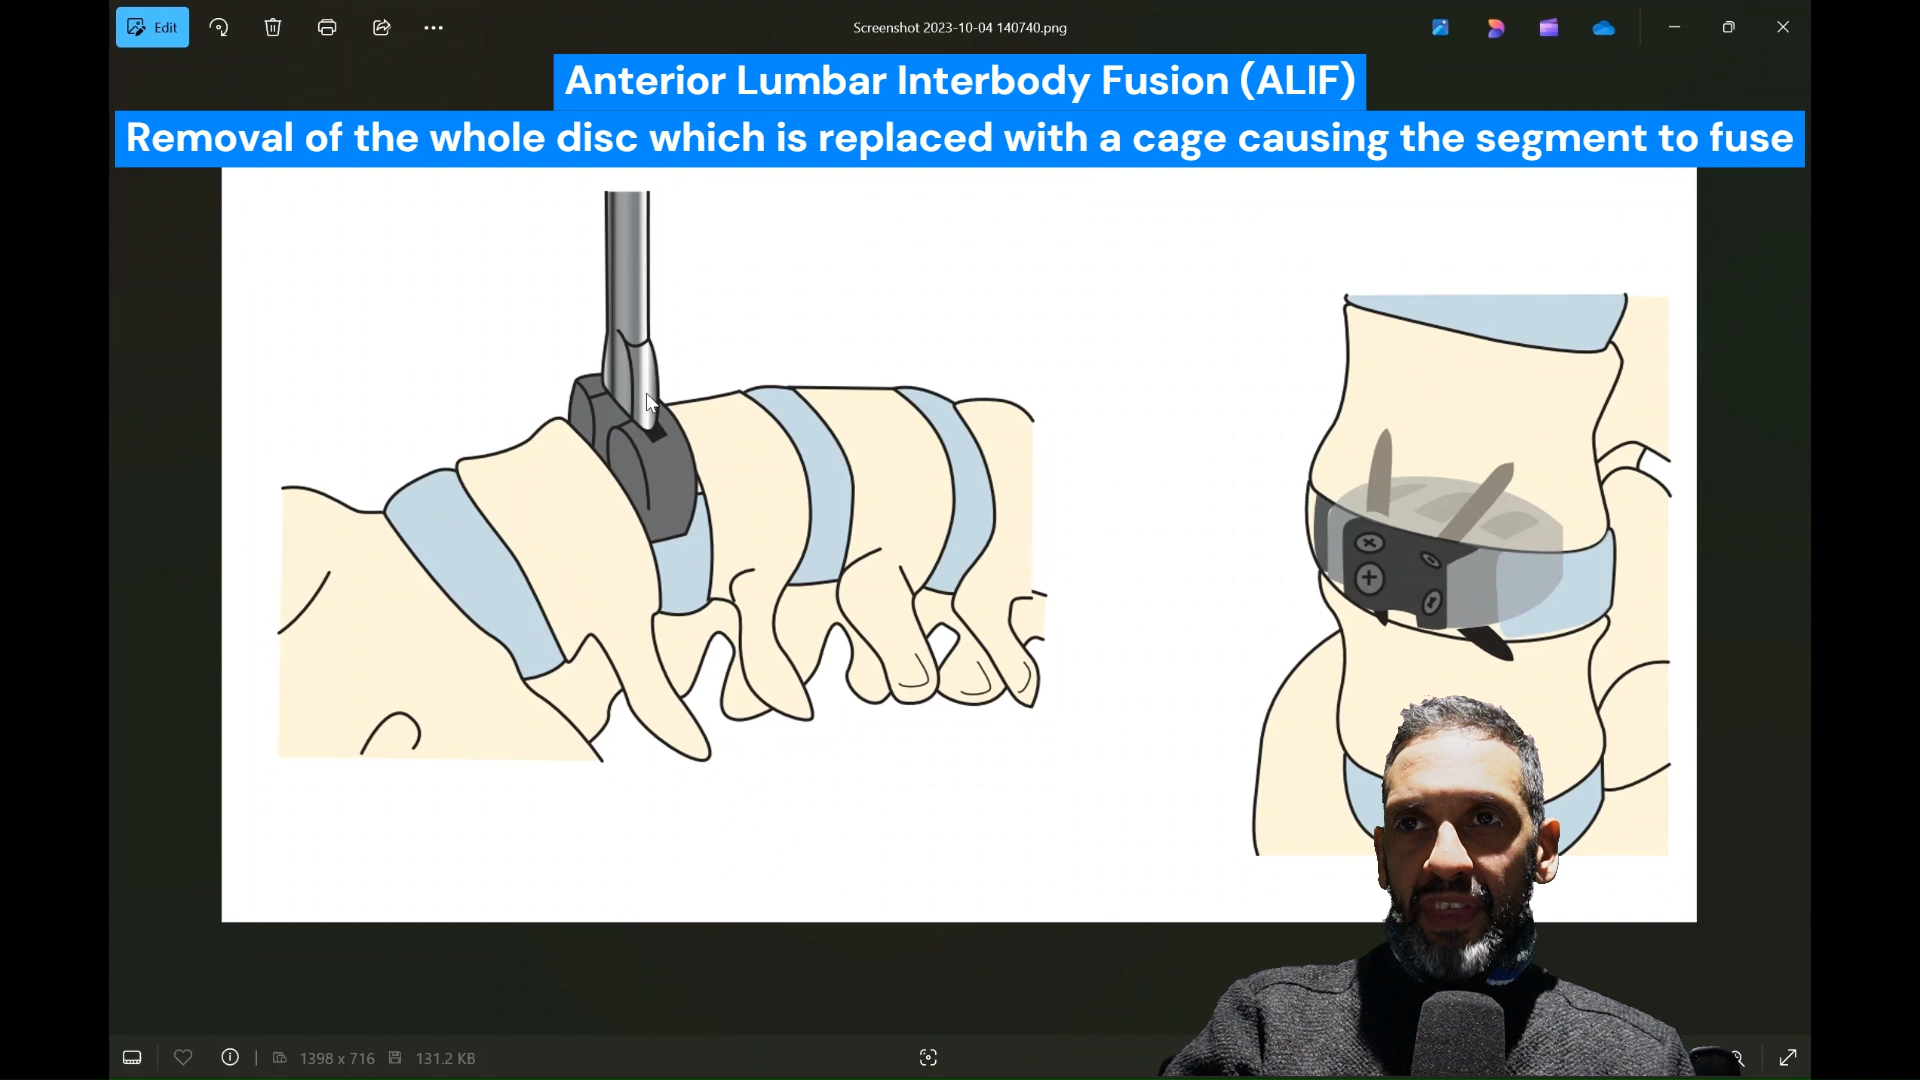 Edit
Screenshot 2023-10-04 140740.png
Anterior Lumbar Interbody Fusion (ALIF)
Removal of the whole disc which is replaced with a cage causing the segment to fuse
1398 x 716
131.2 KB